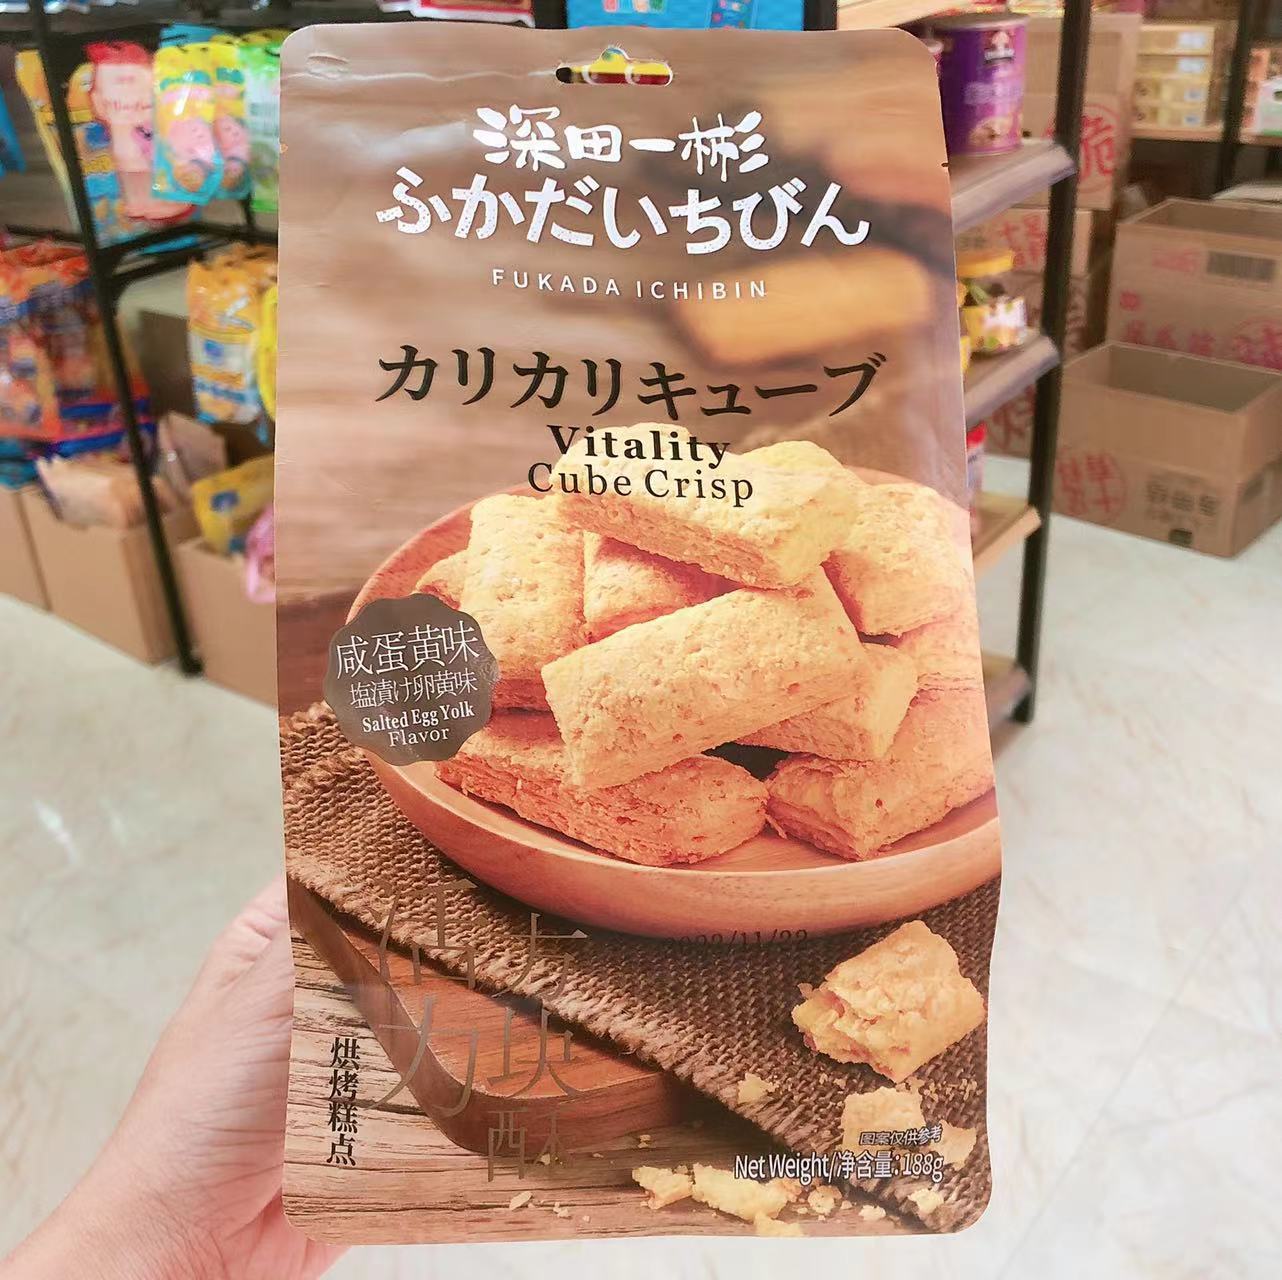 深田一彬
ふかだいちびん
FUKADA ICHIBIN
カリカリキューブ
Vitality
Cube Crisp
咸蛋黄味
塩漬け卵黄味
Salted Egg Yolk
Flavor
2022/11/22
活力
方块
酥
烘烤糕点
图案仅供参考
Net Weight/净含量:188g